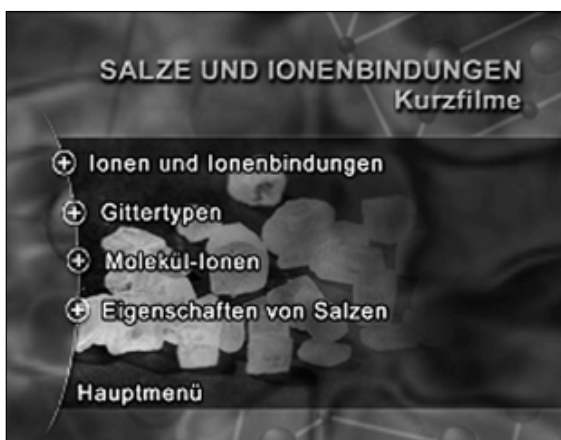 SALZE UND IONENBINDUNGEN
Kurzfilme
Ionen und Ionenbindungen
Gittertypen
Molekül-Ionen
Eigenschaften von Salzen
Hauptmenü